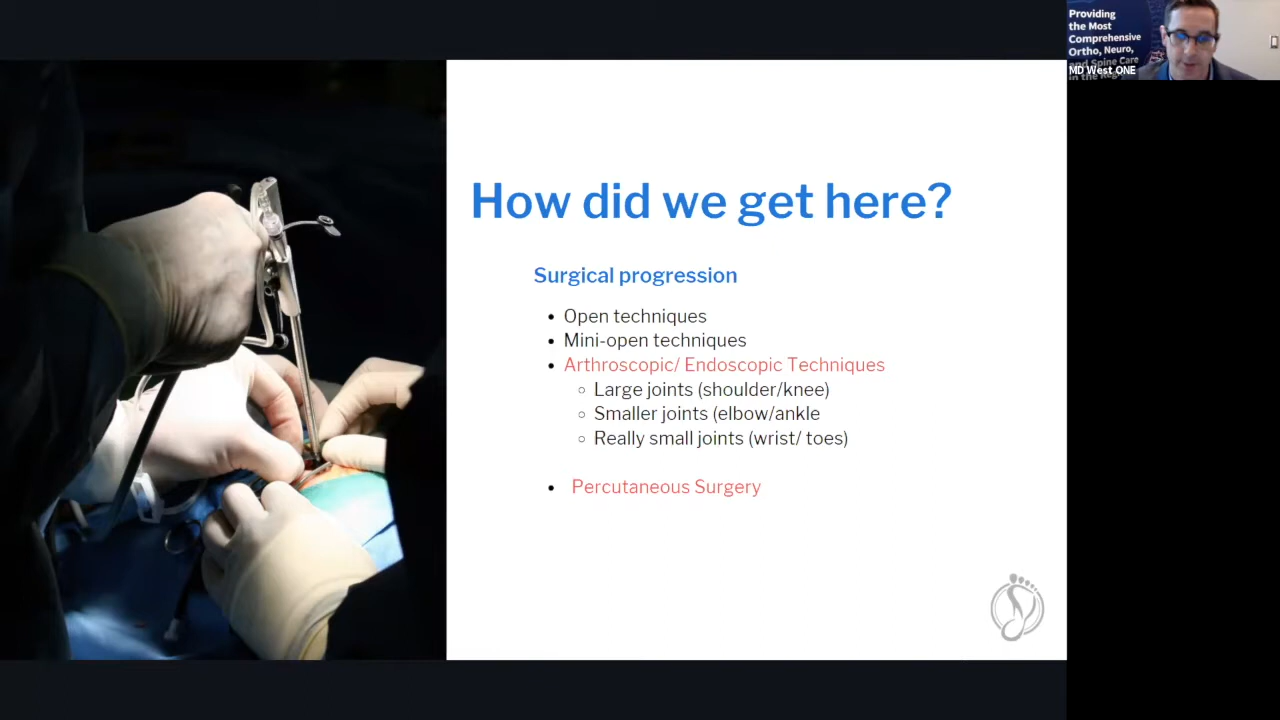 How did we get here?
Surgical progression
• Open techniques
• Mini-open techniques
• Arthroscopic/ Endoscopic Techniques
○ Large joints (shoulder/knee)
○ Smaller joints (elbow/ankle
○ Really small joints (wrist/ toes)
• Percutaneous Surgery
Providing
the Most
Comprehensive
Ortho, Neuro,
and Spine Care
in the
MD West ONE